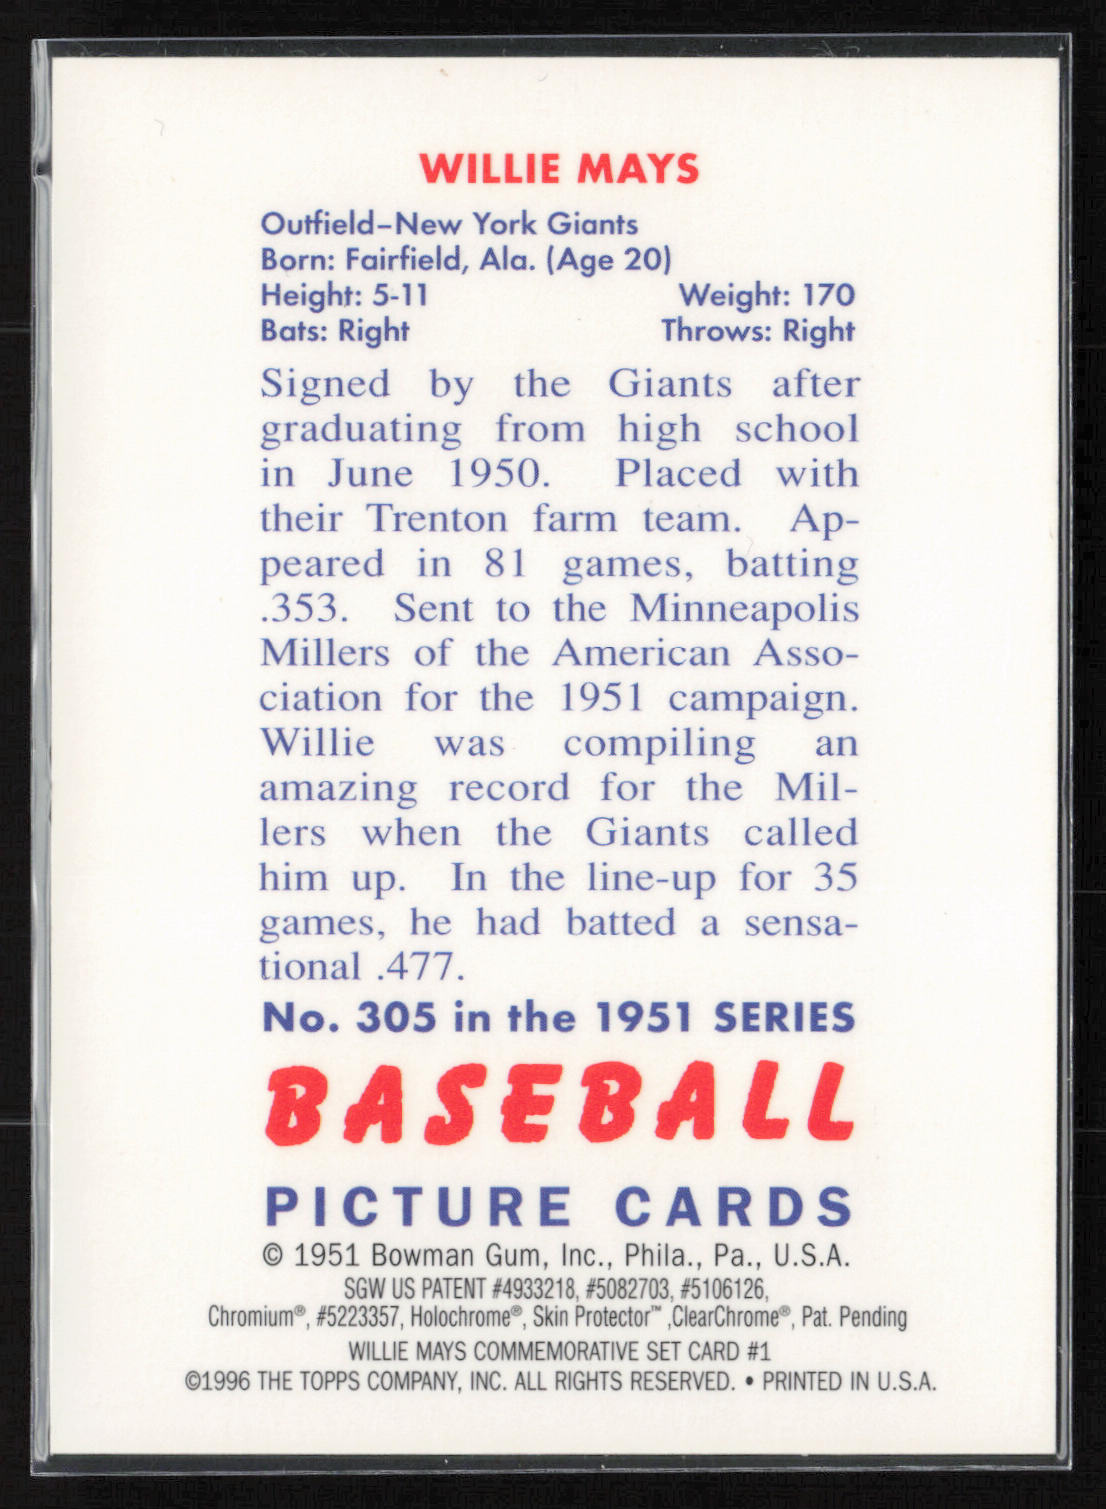 WILLIE MAYS
Outfield–New York Giants
Born: Fairfield, Ala. (Age 20)
Height: 5-11 Weight: 170
Bats: Right Throws: Right
Signed by the Giants after
graduating from high school
in June 1950. Placed with
their Trenton farm team. Ap-
peared in 81 games, batting
.353. Sent to the Minneapolis
Millers of the American Asso-
ciation for the 1951 campaign.
Willie was compiling an
amazing record for the Mil-
lers when the Giants called
him up. In the line-up for 35
games, he had batted a sensa-
tional .477.
No. 305 in the 1951 SERIES
BASEBALL
PICTURE CARDS
© 1951 Bowman Gum, Inc., Phila., Pa., U.S.A.
SGW US PATENT #4933218, #5082703, #5106126,
Chromium®, #5223357, Holochrome®, Skin Protector™ ,ClearChrome®, Pat. Pending
WILLIE MAYS COMMEMORATIVE SET CARD #1
©1996 THE TOPPS COMPANY, INC. ALL RIGHTS RESERVED. • PRINTED IN U.S.A.